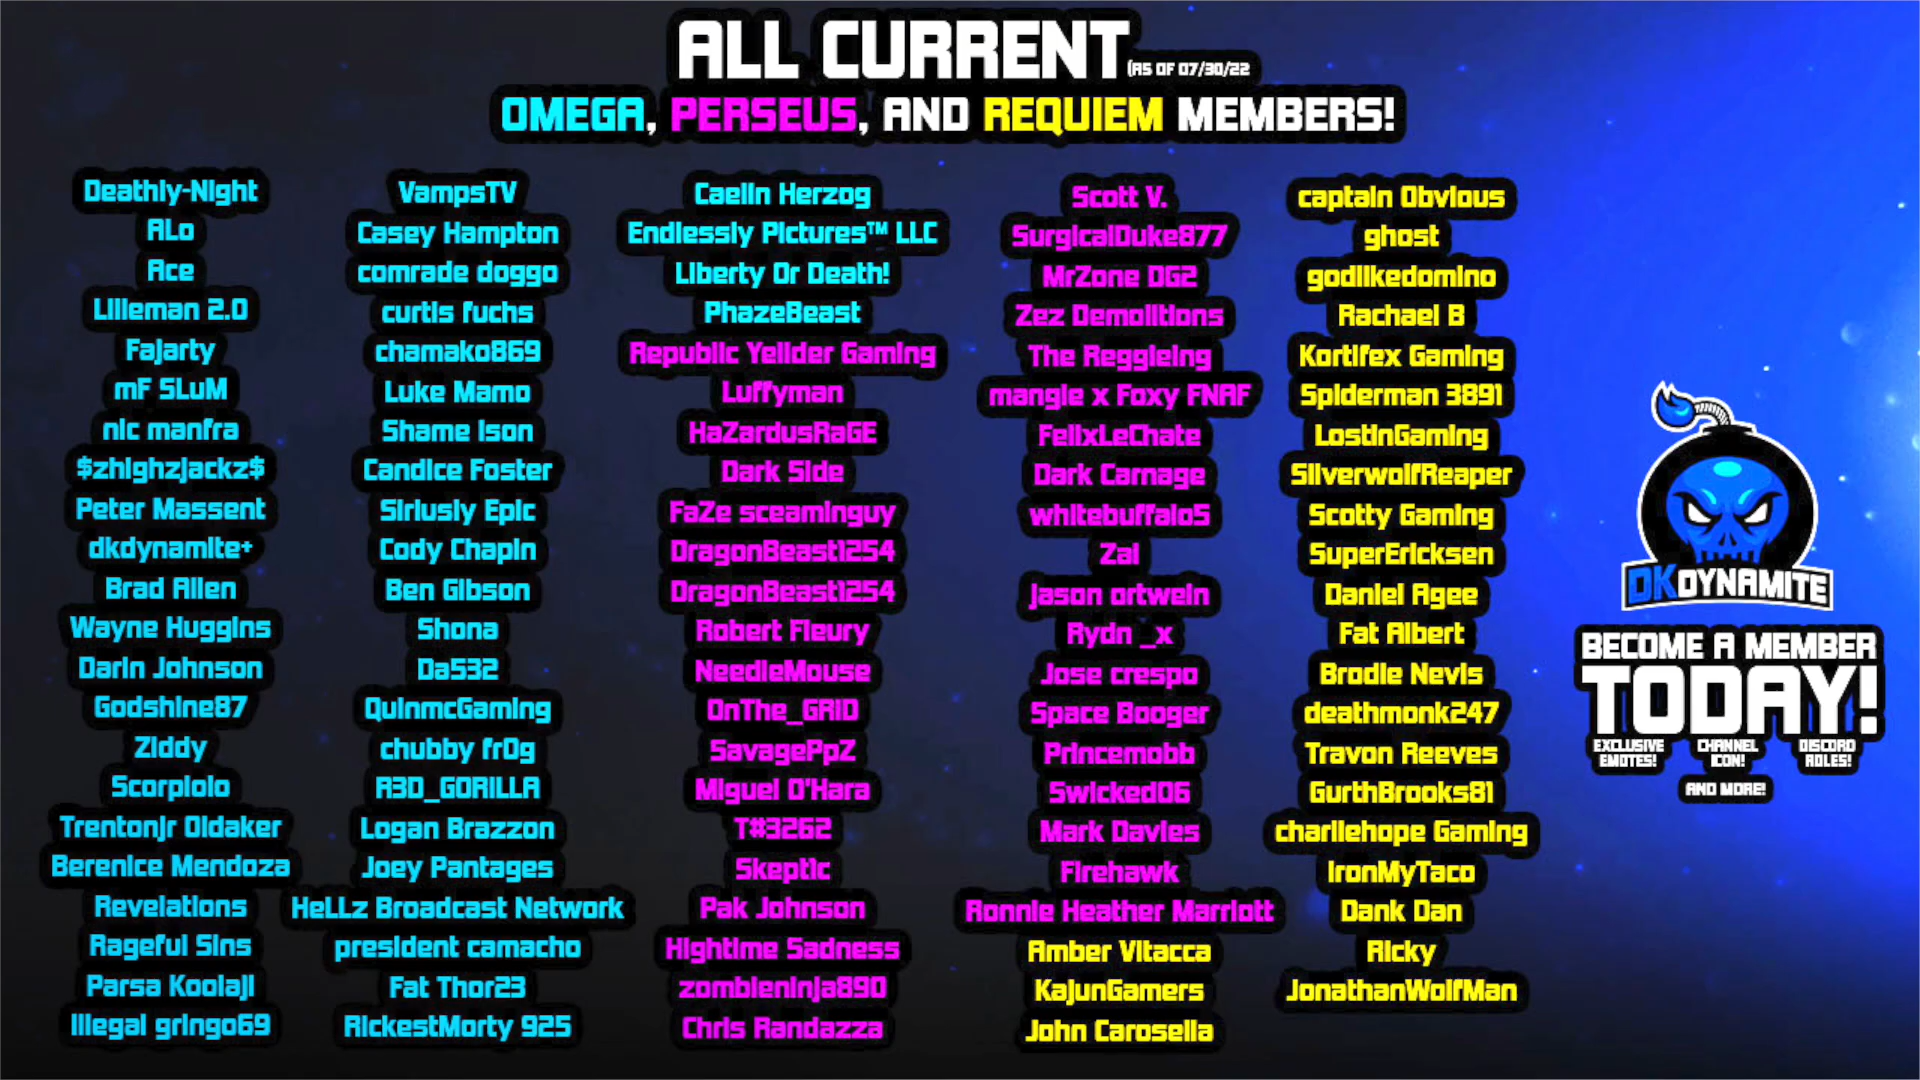 ALL CURRENT (AS OF 07/30/22
OMEGA, PERSEUS, AND REQUIEM MEMBERS!
Deathly-Night
ALo
Ace
Lilleman 2.0
Fajarty
mF SLuM
nic manfra
$zhighzjackz$
Peter Massent
dkdynamite+
Brad Allen
Wayne Huggins
Darin Johnson
Godshine87
Ziddy
Scorpiolo
Trentonjr Oldaker
Berenice Mendoza
Revelations
Rageful Sins
Parsa Koolaji
Illegal gringo69
VampsTV
Casey Hampton
comrade doggo
curtis fuchs
chamako869
Luke Mamo
Shame Ison
Candice Foster
Siriusly Epic
Cody Chapin
Ben Gibson
Shona
Da532
QuinmcGaming
chubby fr0g
R3D_GORILLA
Logan Brazzon
Joey Pantages
HeLLz Broadcast Network
president camacho
Fat Thor23
RickestMorty 925
Caelin Herzog
Endlessly Pictures™ LLC
Liberty Or Death!
PhazeBeast
Republic Yellder Gaming
Luffyman
HaZardusRaGE
Dark Side
FaZe sceaminguy
DragonBeast1254
DragonBeast1254
Robert Fleury
NeedleMouse
OnThe_GRID
SavagePpZ
Miguel O'Hara
T#3262
Skept1c
Pak Johnson
Hightime Sadness
zombieninja890
Chris Randazza
Scott V.
SurgicalDuke877
MrZone DG2
Zez Demolitions
The Reggieing
mangle x Foxy FNAF
FelixLeChate
Dark Carnage
whitebuffalo5
Zai
jason ortwein
Rydn _x
Jose crespo
Space Booger
Princemobb
Swicked06
Mark Davies
Firehawk
Ronnie Heather Marriott
Amber Vitacca
KajunGamers
John Carosella
captain Obvious
ghost
godlikedomino
Rachael B
Kortifex Gaming
Spiderman 3891
LostInGaming
SilverwolfReaper
Scotty Gaming
SuperEricksen
Daniel Agee
Fat Albert
Brodie Nevis
deathmonk247
Travon Reeves
GurthBrooks81
charliehope Gaming
IronMyTaco
Dank Dan
Ricky
JonathanWolfMan
DKDYNAMITE
BECOME A MEMBER
TODAY!
EXCLUSIVE EMOTES!
CHANNEL ICON!
DISCORD ROLES!
AND MORE!